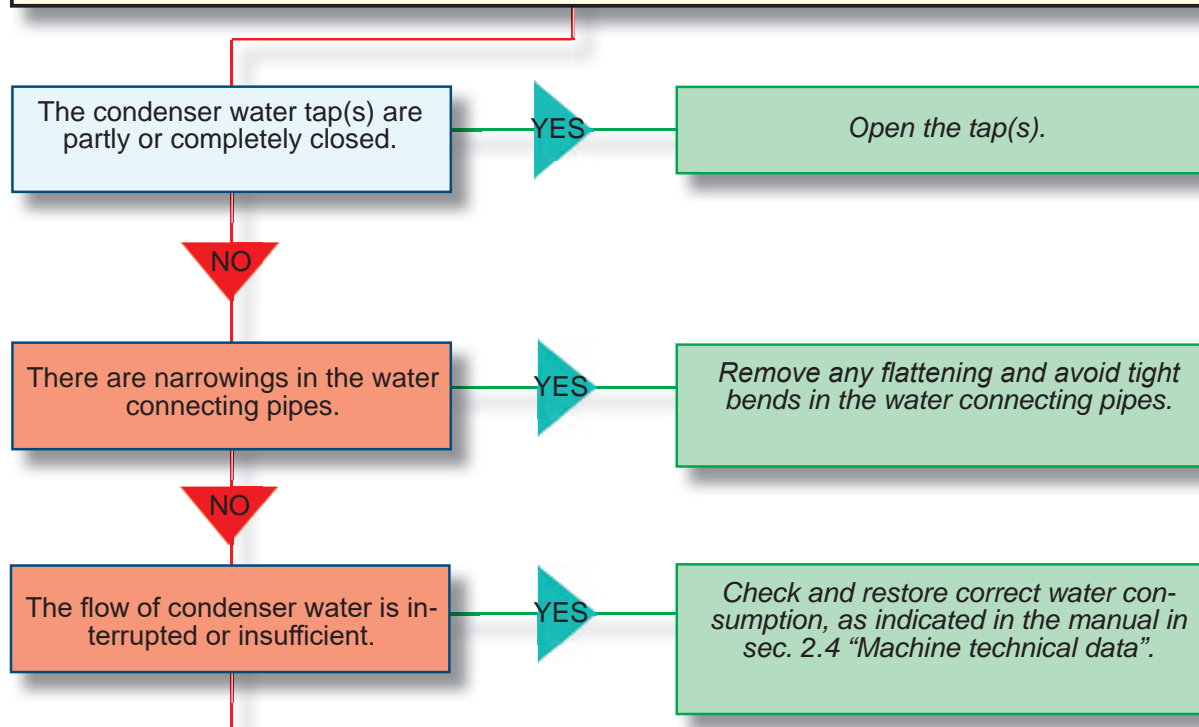 The condenser water tap(s) are
partly or completely closed.
YES
Open the tap(s).
NO
There are narrowings in the water
connecting pipes.
YES
Remove any flattening and avoid tight
bends in the water connecting pipes.
NO
The flow of condenser water is in-
terrupted or insufficient.
YES
Check and restore correct water con-
sumption, as indicated in the manual in
sec. 2.4 “Machine technical data”.